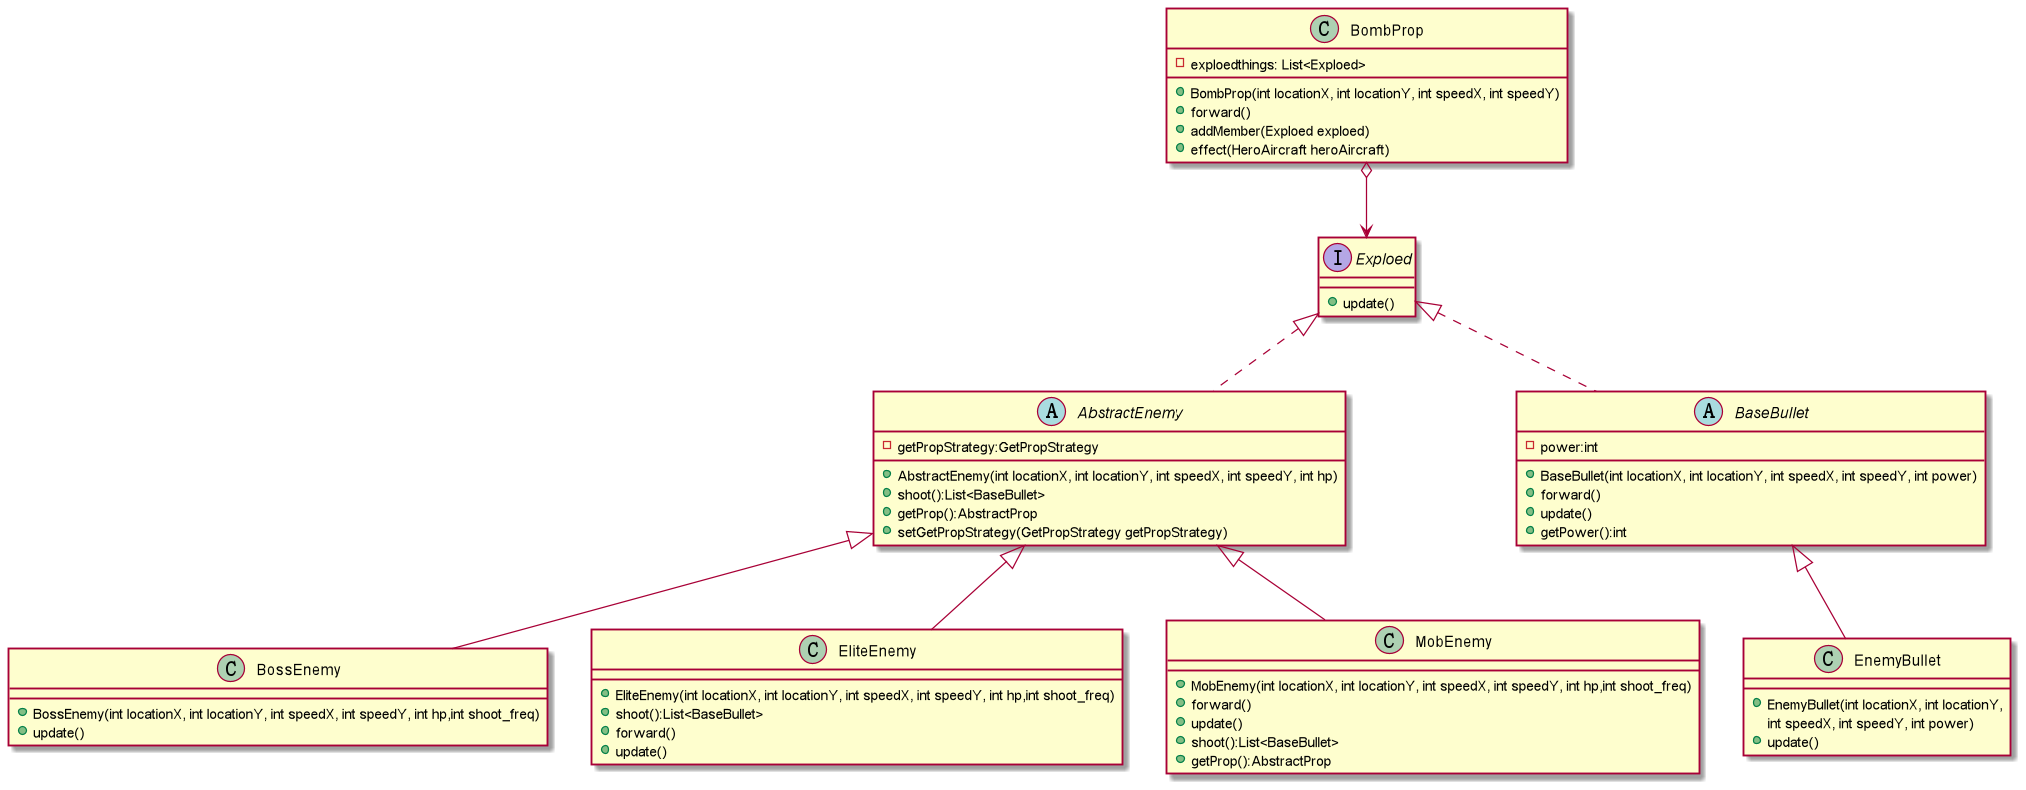 C BombProp
exploedthings: List<Exploed>
BombProp(int locationX, int locationY, int speedX, int speedY)
forward()
addMember(Exploed exploed)
effect(HeroAircraft heroAircraft)
I Exploed
update()
A AbstractEnemy
getPropStrategy:GetPropStrategy
AbstractEnemy(int locationX, int locationY, int speedX, int speedY, int hp)
shoot():List<BaseBullet>
getProp():AbstractProp
setGetPropStrategy(GetPropStrategy getPropStrategy)
A BaseBullet
power:int
BaseBullet(int locationX, int locationY, int speedX, int speedY, int power)
forward()
update()
getPower():int
C BossEnemy
BossEnemy(int locationX, int locationY, int speedX, int speedY, int hp,int shoot_freq)
update()
C EliteEnemy
EliteEnemy(int locationX, int locationY, int speedX, int speedY, int hp,int shoot_freq)
shoot():List<BaseBullet>
forward()
update()
C MobEnemy
MobEnemy(int locationX, int locationY, int speedX, int speedY, int hp,int shoot_freq)
forward()
update()
shoot():List<BaseBullet>
getProp():AbstractProp
C EnemyBullet
EnemyBullet(int locationX, int locationY,
int speedX, int speedY, int power)
update()